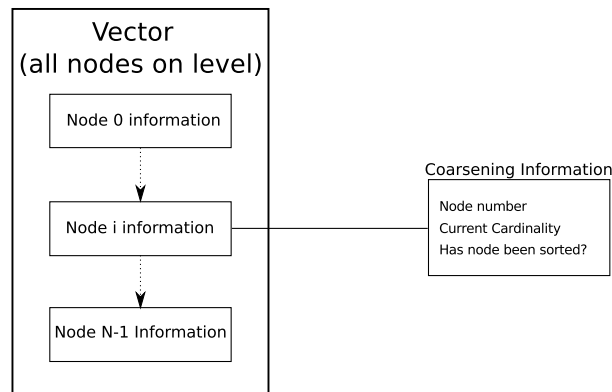 Vector
(all nodes on level)
Node 0 information
Node i information
Node N-1 Information
Coarsening Information
Node number
Current Cardinality
Has node been sorted?